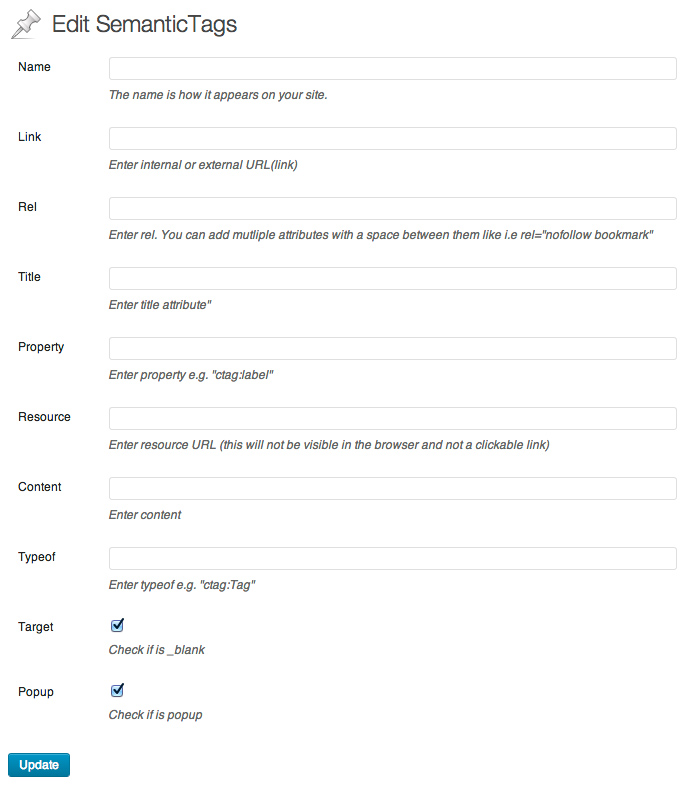 Edit SemanticTags
Name
The name is how it appears on your site.
Link
Enter internal or external URL(link)
Rel
Enter rel. You can add mutliple attributes with a space between them like i.e rel="nofollow bookmark"
Title
Enter title attribute"
Property
Enter property e.g. "ctag:label"
Resource
Enter resource URL (this will not be visible in the browser and not a clickable link)
Content
Enter content
Typeof
Enter typeof e.g. "ctag:Tag"
Target
Check if is _blank
Popup
Check if is popup
Update